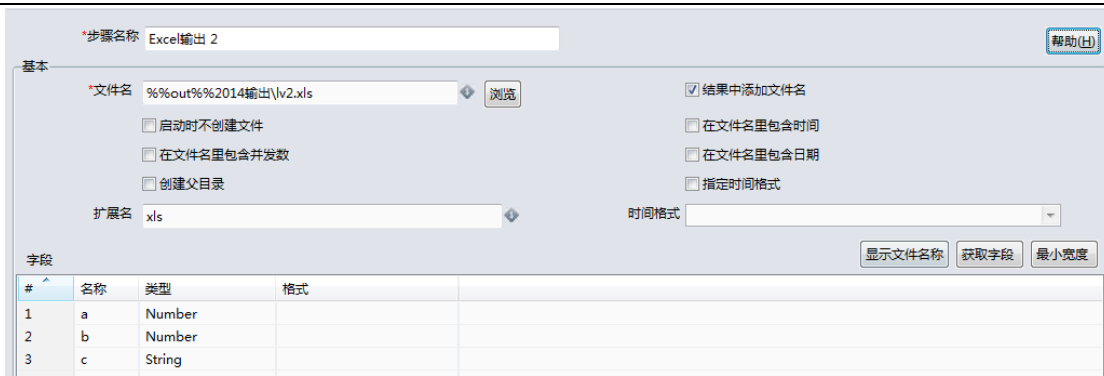 *步骤名称 Excel输出 2 帮助(H)
基本
*文件名 %%out%%2014输出\lv2.xls 浏览 结果中添加文件名
启动时不创建文件 在文件名里包含时间
在文件名里包含并发数 在文件名里包含日期
创建父目录 指定时间格式
扩展名 xls 时间格式
显示文件名称 获取字段 最小宽度
字段
# 名称 类型 格式
1 a Number
2 b Number
3 c String